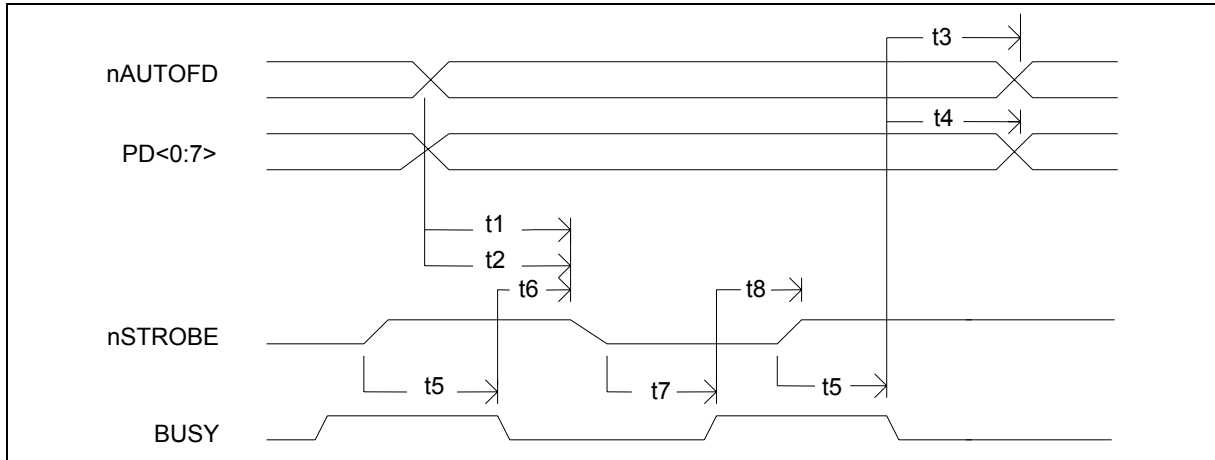 t3
nAUTOFD
t4
PD<0:7>
t1
t2
t6
t8
nSTROBE
t5
t7
t5
BUSY